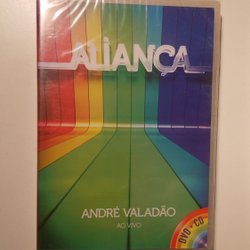 ALIANÇA
ANDRÉ VALADÃO
AO VIVO
DVD + CD